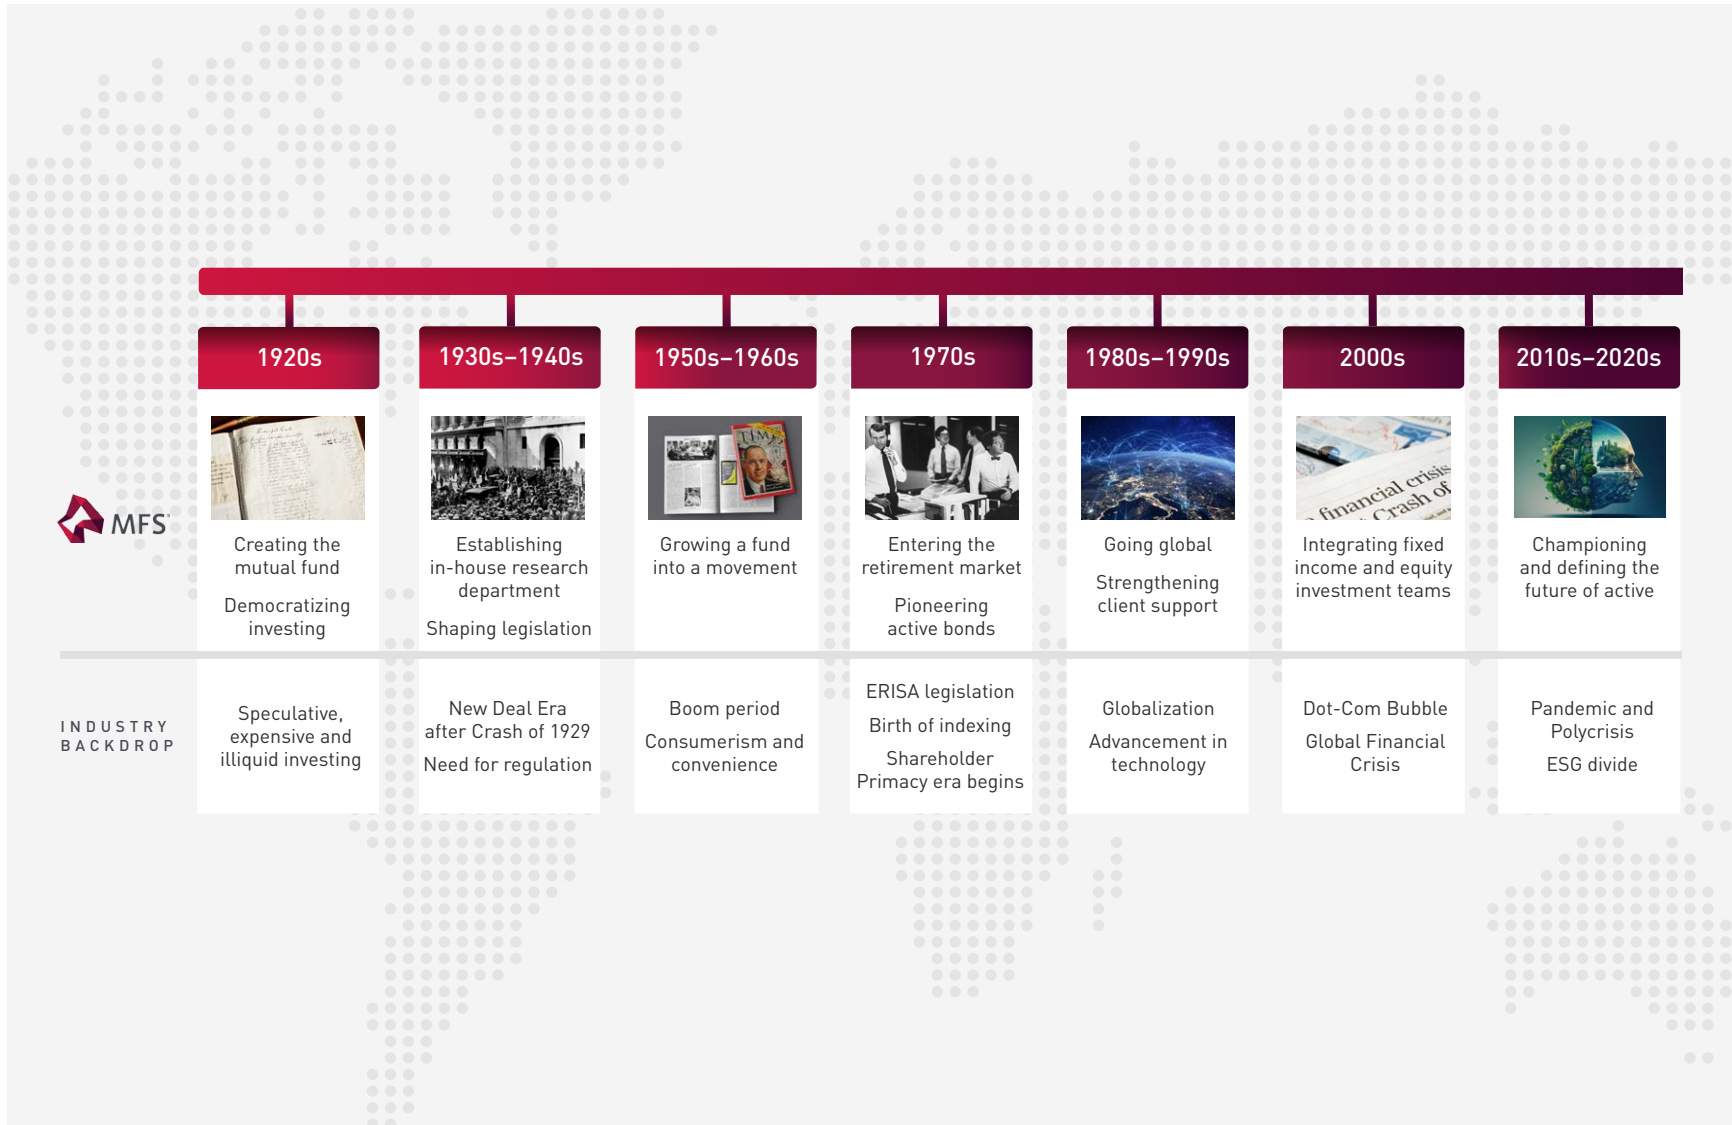 1920s
1930s–1940s
1950s–1960s
1970s
1980s–1990s
2000s
2010s–2020s
TIME
financial crisis
Crash of
MFS
Creating the
mutual fund
Democratizing
investing
Establishing
in-house research
department
Shaping legislation
Growing a fund
into a movement
Entering the
retirement market
Pioneering
active bonds
Going global
Strengthening
client support
Integrating fixed
income and equity
investment teams
Championing
and defining the
future of active
INDUSTRY
BACKDROP
Speculative,
expensive and
illiquid investing
New Deal Era
after Crash of 1929
Need for regulation
Boom period
Consumerism and
convenience
ERISA legislation
Birth of indexing
Shareholder
Primacy era begins
Globalization
Advancement in
technology
Dot-Com Bubble
Global Financial
Crisis
Pandemic and
Polycrisis
ESG divide